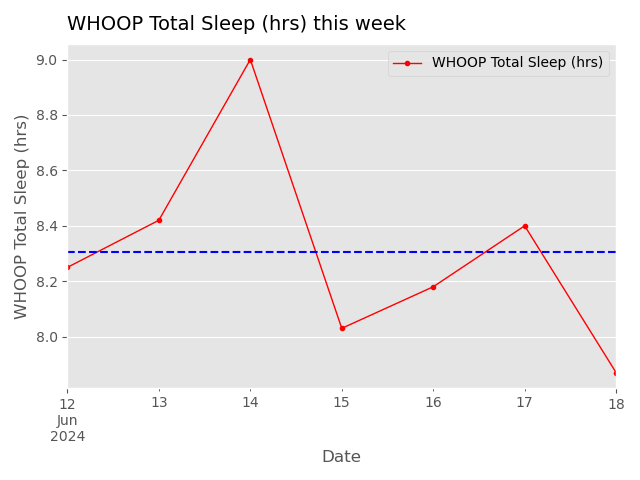 WHOOP Total Sleep (hrs) this week
WHOOP Total Sleep (hrs)
WHOOP Total Sleep (hrs)
9.0
8.8
8.6
8.4
8.2
8.0
12 13 14 15 16 17 18
Jun
2024
Date